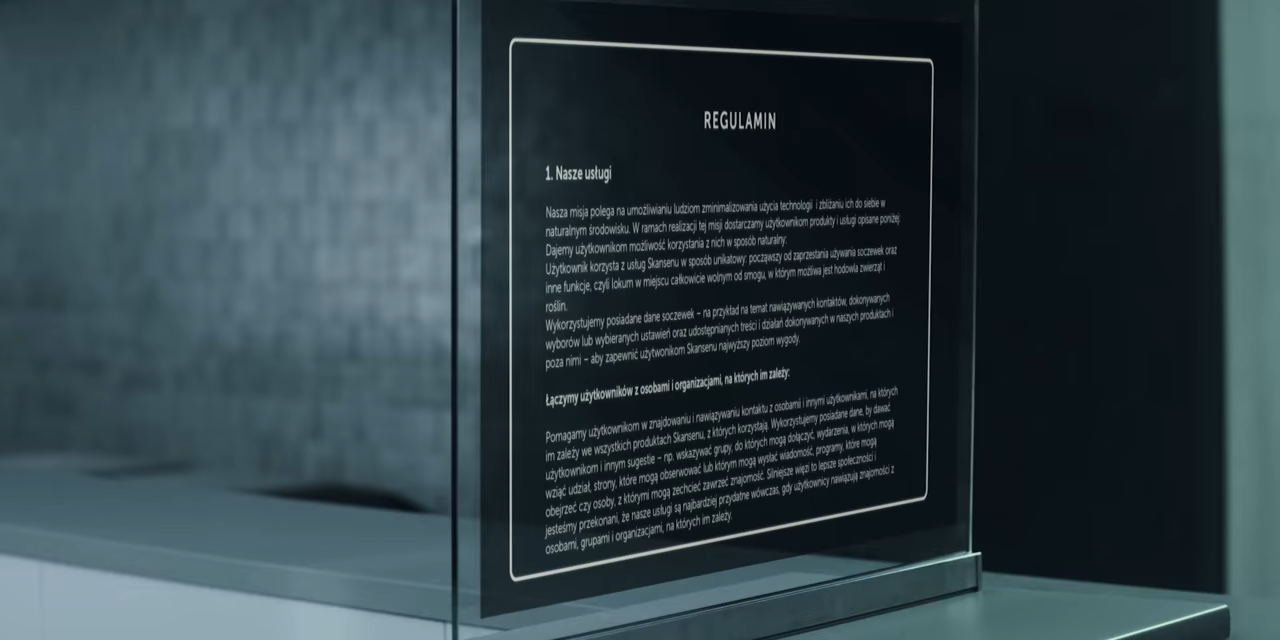 REGULAMIN
1. Nasze usługi
Nasza misja polega na umożliwianiu ludziom zminimalizowania użycia technologii i zbliżaniu ich do siebie w
naturalnym środowisku. W ramach realizacji tej misji dostarczamy użytkownikom produkty i usługi opisane poniżej:
Dajemy użytkownikom możliwość korzystania z nich w sposób naturalny:
Użytkownik korzysta z usług Skansenu w sposób unikatowy: począwszy od zaprzestania używania soczewek oraz
inne funkcje, czyli lokum w miejscu całkowicie wolnym od smogu, w którym możliwa jest hodowla zwierząt i
roślin.
Wykorzystujemy posiadane dane soczewek – na przykład na temat nawiązywanych kontaktów, dokonywanych
wyborów lub wybieranych ustawień oraz udostępnianych treści i działań dokonywanych w naszych produktach i
poza nimi – aby zapewnić użytwonikom Skansenu najwyższy poziom wygody.
Łączymy użytkowników z osobami i organizacjami, na których im zależy:
Pomagamy użytkownikom w znajdowaniu i nawiązywaniu kontaktu z osobami i innymi użytkownikami, na których
im zależy we wszystkich produktach Skansenu, z których korzystają. Wykorzystujemy posiadane dane, by dawać
użytkownikom i innym sugestie – np. wskazywać grupy, do których mogą dołączyć, wydarzenia, w których mogą
wziąć udział, strony, które mogą obserwować lub którym mogą wysłać wiadomość, programy, które mogą
obejrzeć czy osoby, z którymi mogą zechcieć zawrzeć znajomość. Silniejsze więzi to lepsze społeczności i
jesteśmy przekonani, że nasze usługi są najbardziej przydatne wówczas, gdy użytkownicy nawiązują znajomości z
osobami, grupami i organizacjami, na których im zależy.